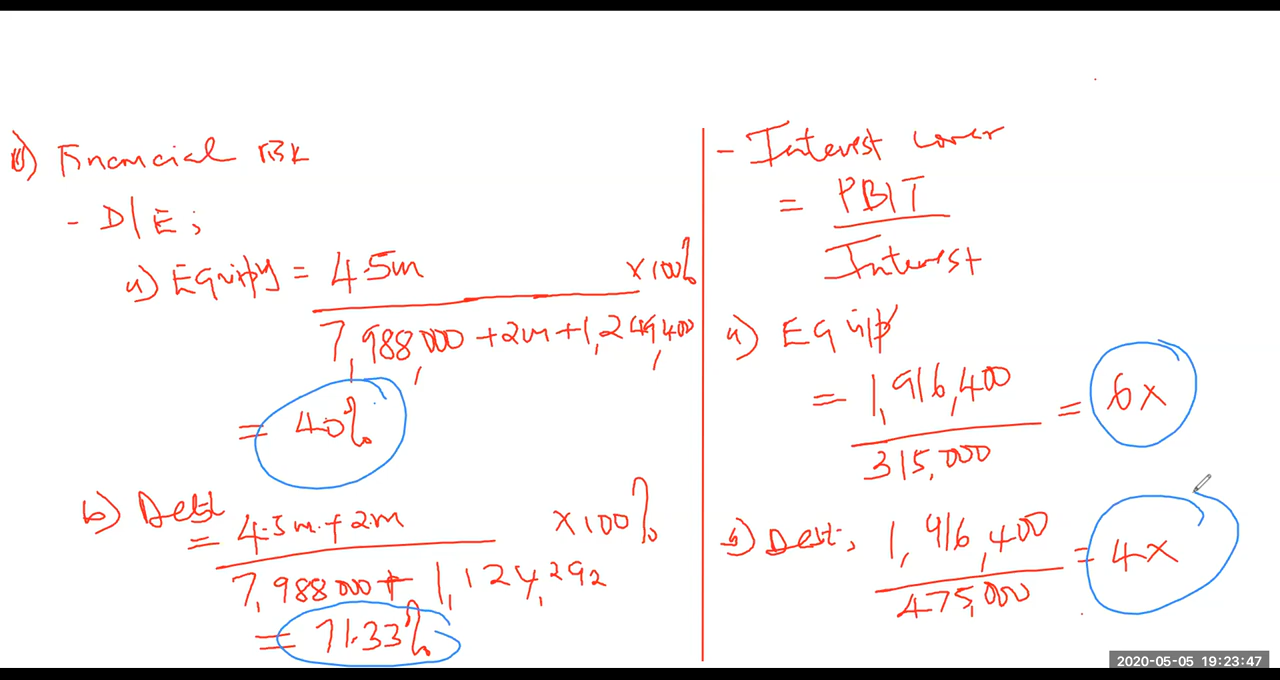 ii) Financial risk
- D/E;
a) Equity = 4.5m × 100%
7,988,000 + 2m + 1,249,400
= 40%
b) Debt
= 4.5m + 2m × 100%
7,988,000 + 1,124,292
= 71.33%
- Interest cover
= PBIT
Interest
a) Equity
= 1,916,400 = 6x
315,000
b) Debt; 1,916,400 = 4x
475,000
2020-05-05 19:23:47